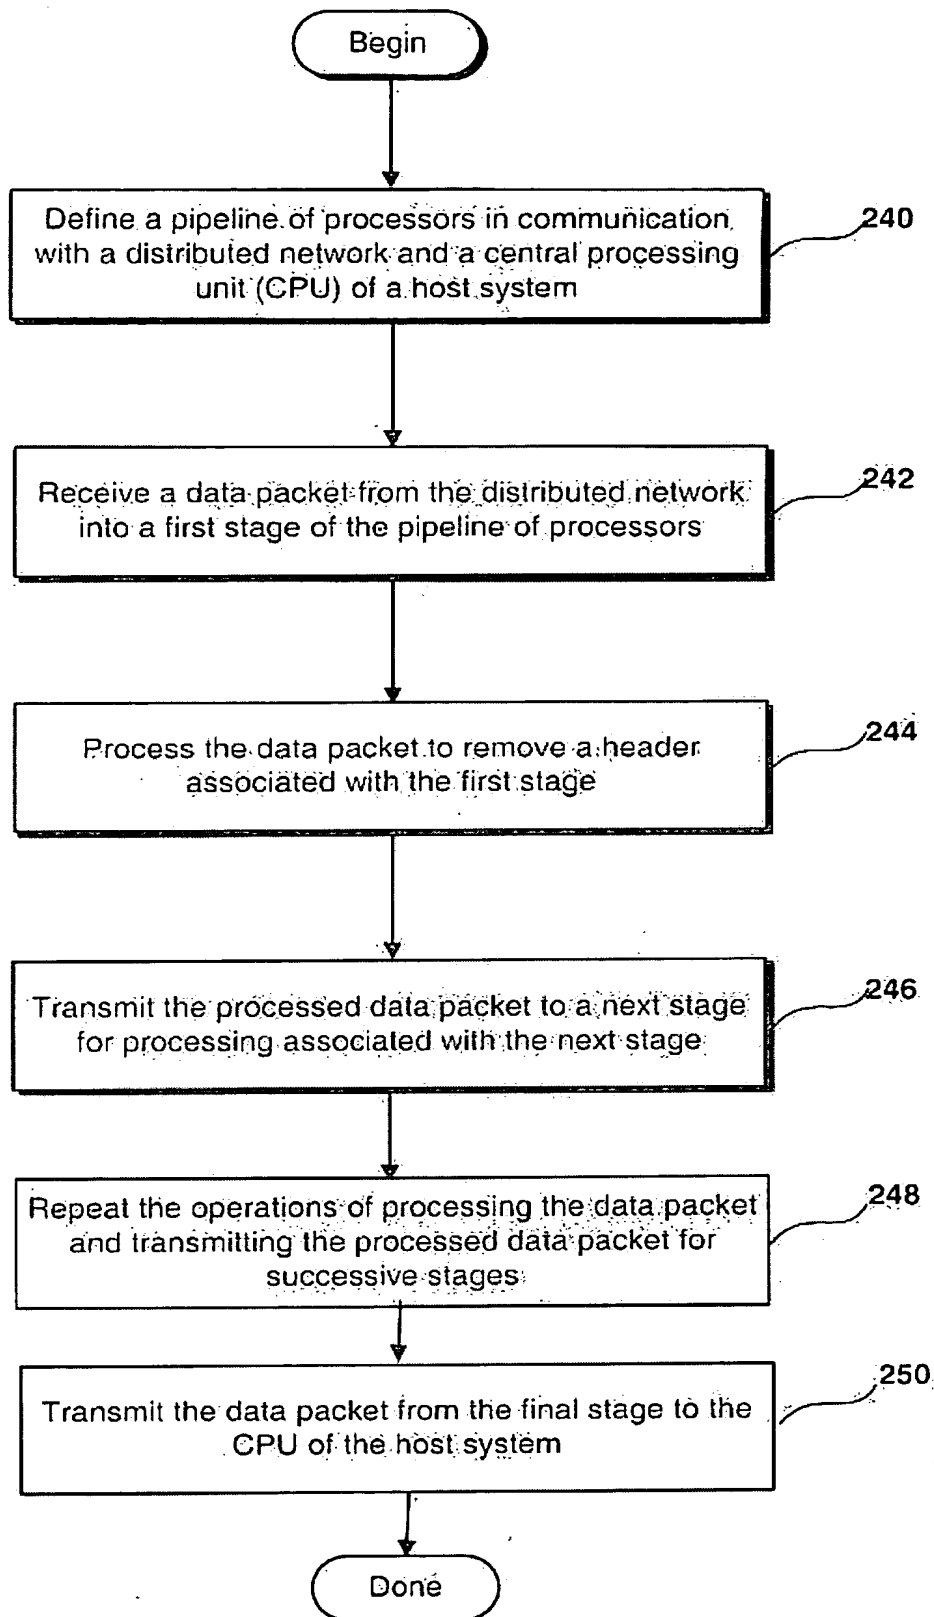 Begin
Define a pipeline of processors in communication
with a distributed network and a central processing
unit (CPU) of a host system
240
Receive a data packet from the distributed network
into a first stage of the pipeline of processors
242
Process the data packet to remove a header
associated with the first stage
244
Transmit the processed data packet to a next stage
for processing associated with the next stage
246
Repeat the operations of processing the data packet
and transmitting the processed data packet for
successive stages
248
Transmit the data packet from the final stage to the
CPU of the host system
250
Done